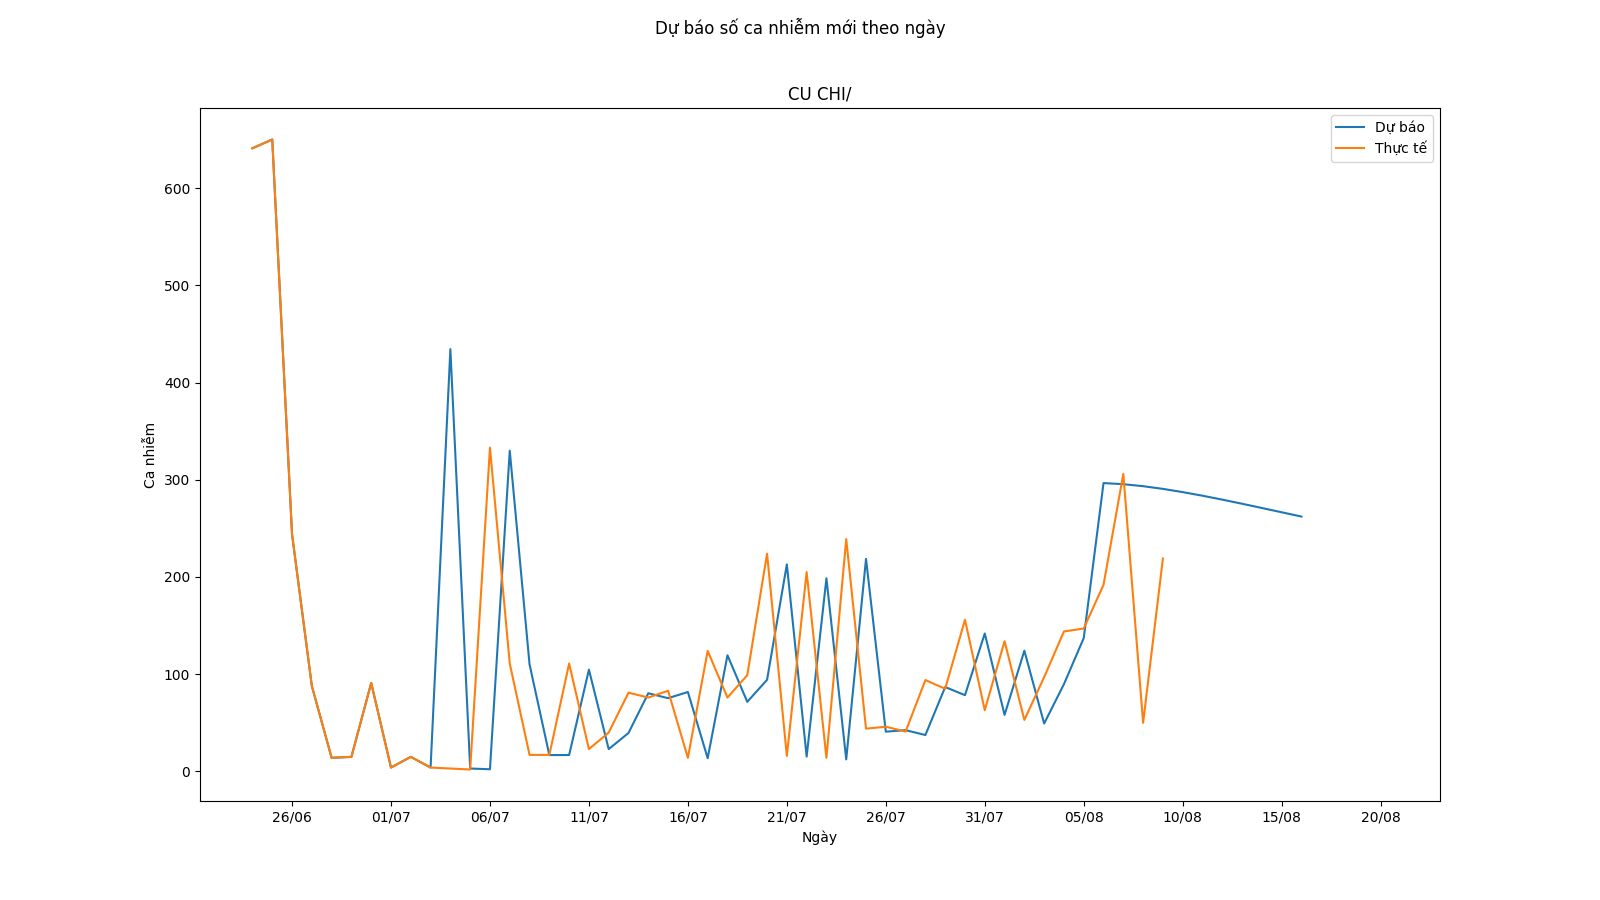 Dự báo số ca nhiễm mới theo ngày
CU CHI/
Dự báo
Thực tế
600
500
400
300
200
100
0
Ca nhiễm
26/06 01/07 06/07 11/07 16/07 21/07 26/07 31/07 05/08 10/08 15/08 20/08
Ngày